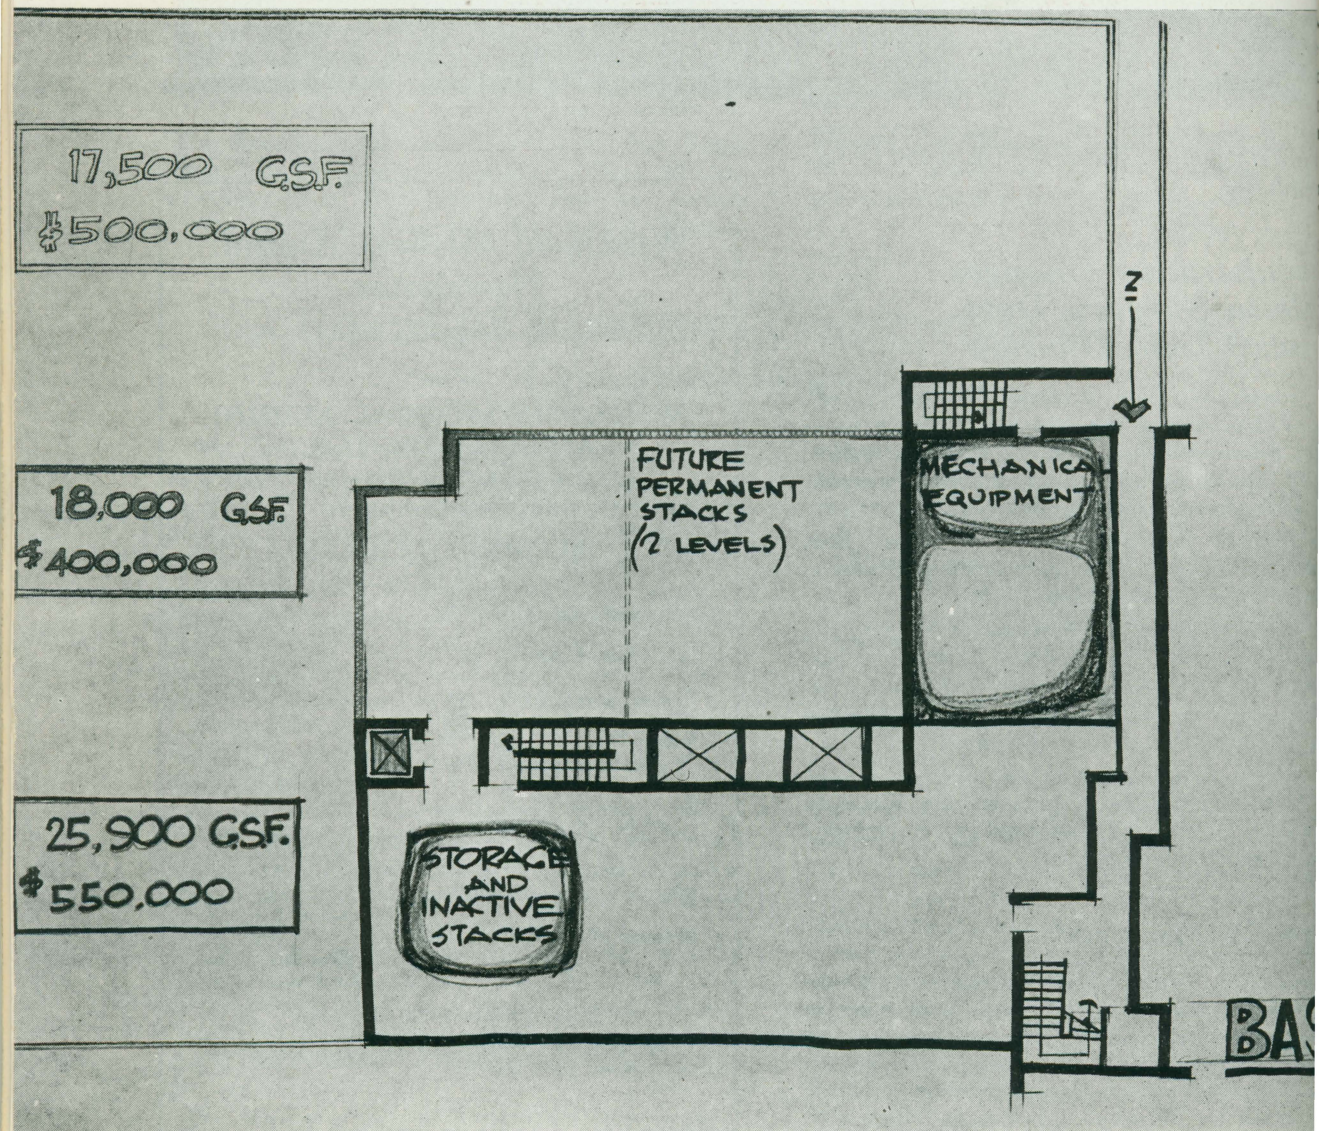 17,500 G.S.F.
$500,000
Z
FUTURE
PERMANENT
STACKS
(2 LEVELS)
MECHANICAL
EQUIPMENT
18,000 G.S.F.
$400,000
25,900 G.S.F.
$550,000
STORAGE
AND
INACTIVE
STACKS
BAS